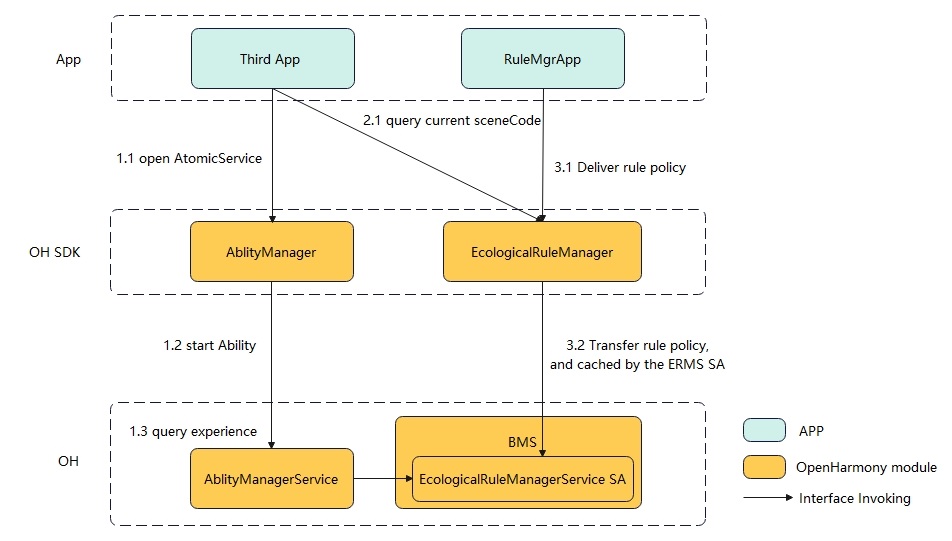 App
Third App
RuleMgrApp
2.1 query current sceneCode
1.1 open AtomicService
3.1 Deliver rule policy
OH SDK
AblityManager
EcologicalRuleManager
1.2 start Ability
3.2 Transfer rule policy,
and cached by the ERMS SA
OH
1.3 query experience
BMS
AblityManagerService
EcologicalRuleManagerService SA
APP
OpenHarmony module
Interface Invoking